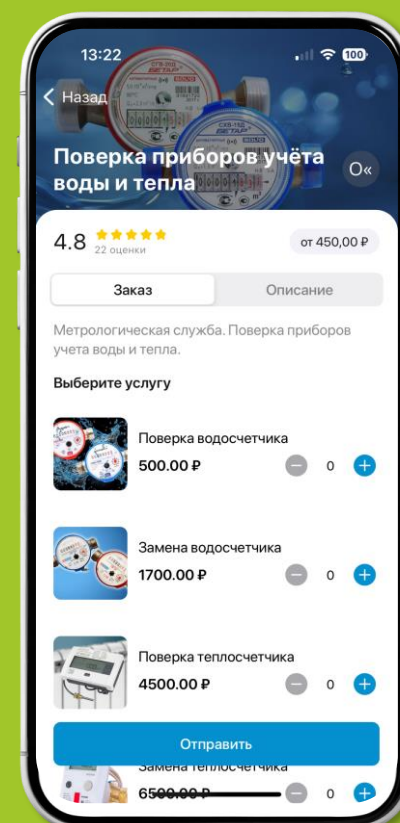 13:22
100
Назад
Поверка приборов учёта
воды и тепла
О«
4.8
22 оценки
от 450,00 ₽
Заказ
Описание
Метрологическая служба. Поверка приборов
учета воды и тепла.
Выберите услугу
Поверка водосчетчика
500.00 ₽
0
Замена водосчетчика
1700.00 ₽
0
Поверка теплосчетчика
4500.00 ₽
0
Отправить
Замена теплосчетчика
6500.00 ₽
0